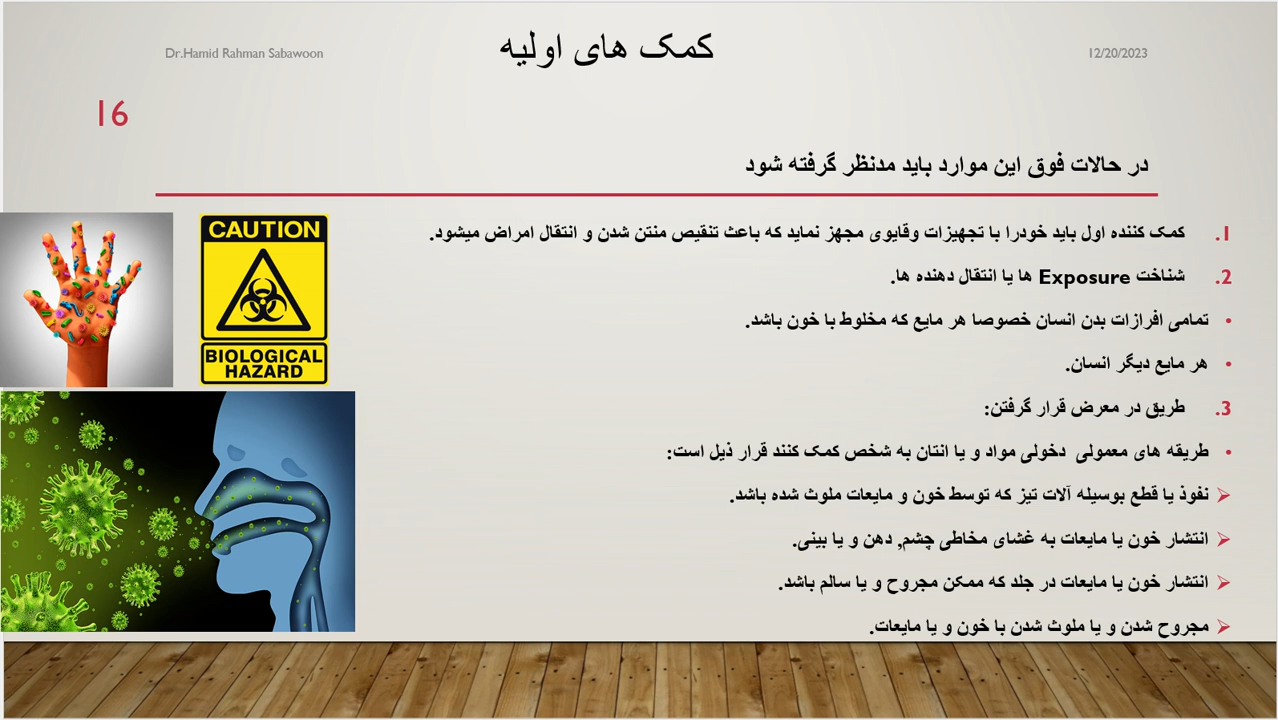 Dr.Hamid Rahman Sabawoon
کمک های اولیه
12/20/2023
16
در حالات فوق این موارد باید مدنظر گرفته شود
1. کمک کننده اول باید خودرا با تجهیزات وقایوی مجهز نماید که باعث تنقیص منتن شدن و انتقال امراض میشود.
2. شناخت Exposure ها یا انتقال دهنده ها.
• تمامی افرازات بدن انسان خصوصا هر مایع که مخلوط با خون باشد.
• هر مایع دیگر انسان.
3. طریق در معرض قرار گرفتن:
• طریقه های معمولی دخولی مواد و یا انتان به شخص کمک کنند قرار ذیل است:
➢ نفوذ یا قطع بوسیله آلات تیز که توسط خون و مایعات ملوث شده باشد.
➢ انتشار خون یا مایعات به غشای مخاطی چشم, دهن و یا بینی.
➢ انتشار خون یا مایعات در جلد که ممکن مجروح و یا سالم باشد.
➢ مجروح شدن و یا ملوث شدن با خون و یا مایعات.
CAUTION
BIOLOGICAL
HAZARD